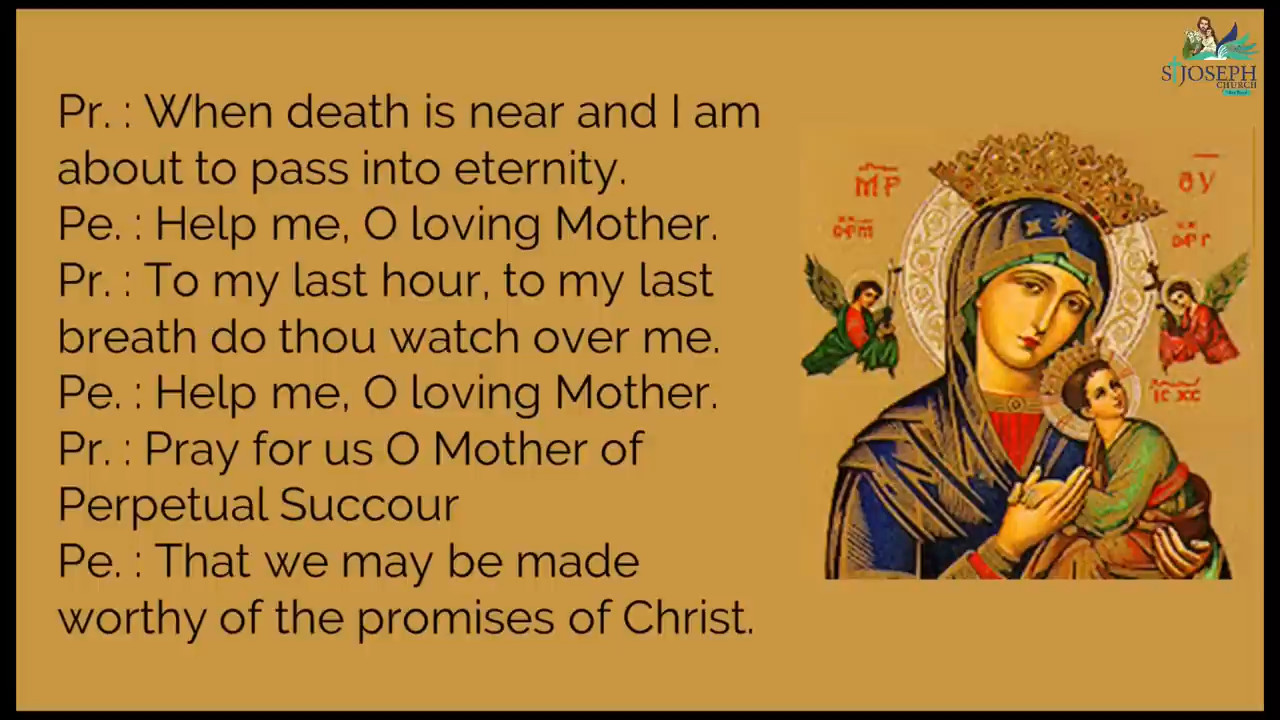 Pr. : When death is near and I am
about to pass into eternity.
Pe. : Help me, O loving Mother.
Pr. : To my last hour, to my last
breath do thou watch over me.
Pe. : Help me, O loving Mother.
Pr. : Pray for us O Mother of
Perpetual Succour
Pe. : That we may be made
worthy of the promises of Christ.
ST JOSEPH
CHURCH
ΜΡ
ΘΥ
IC XC